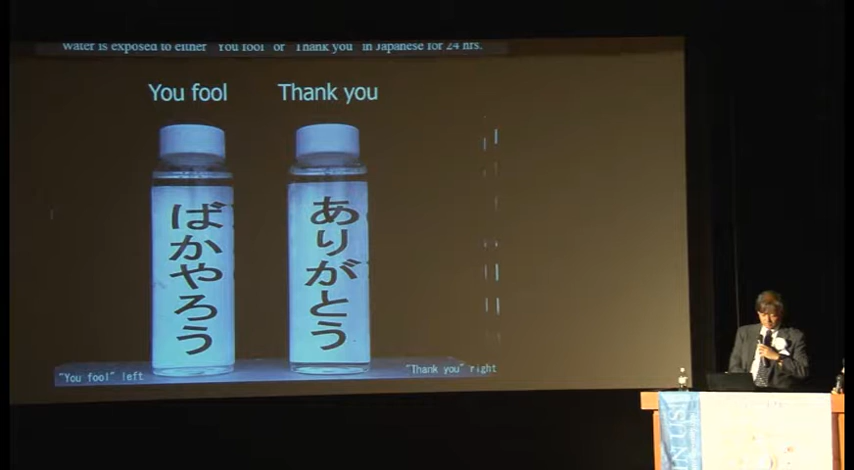 Water is exposed to either "You fool" or "Thank you" in Japanese for 24 hrs.
You fool
Thank you
ばかやろう
ありがとう
"You fool" left
"Thank you" right